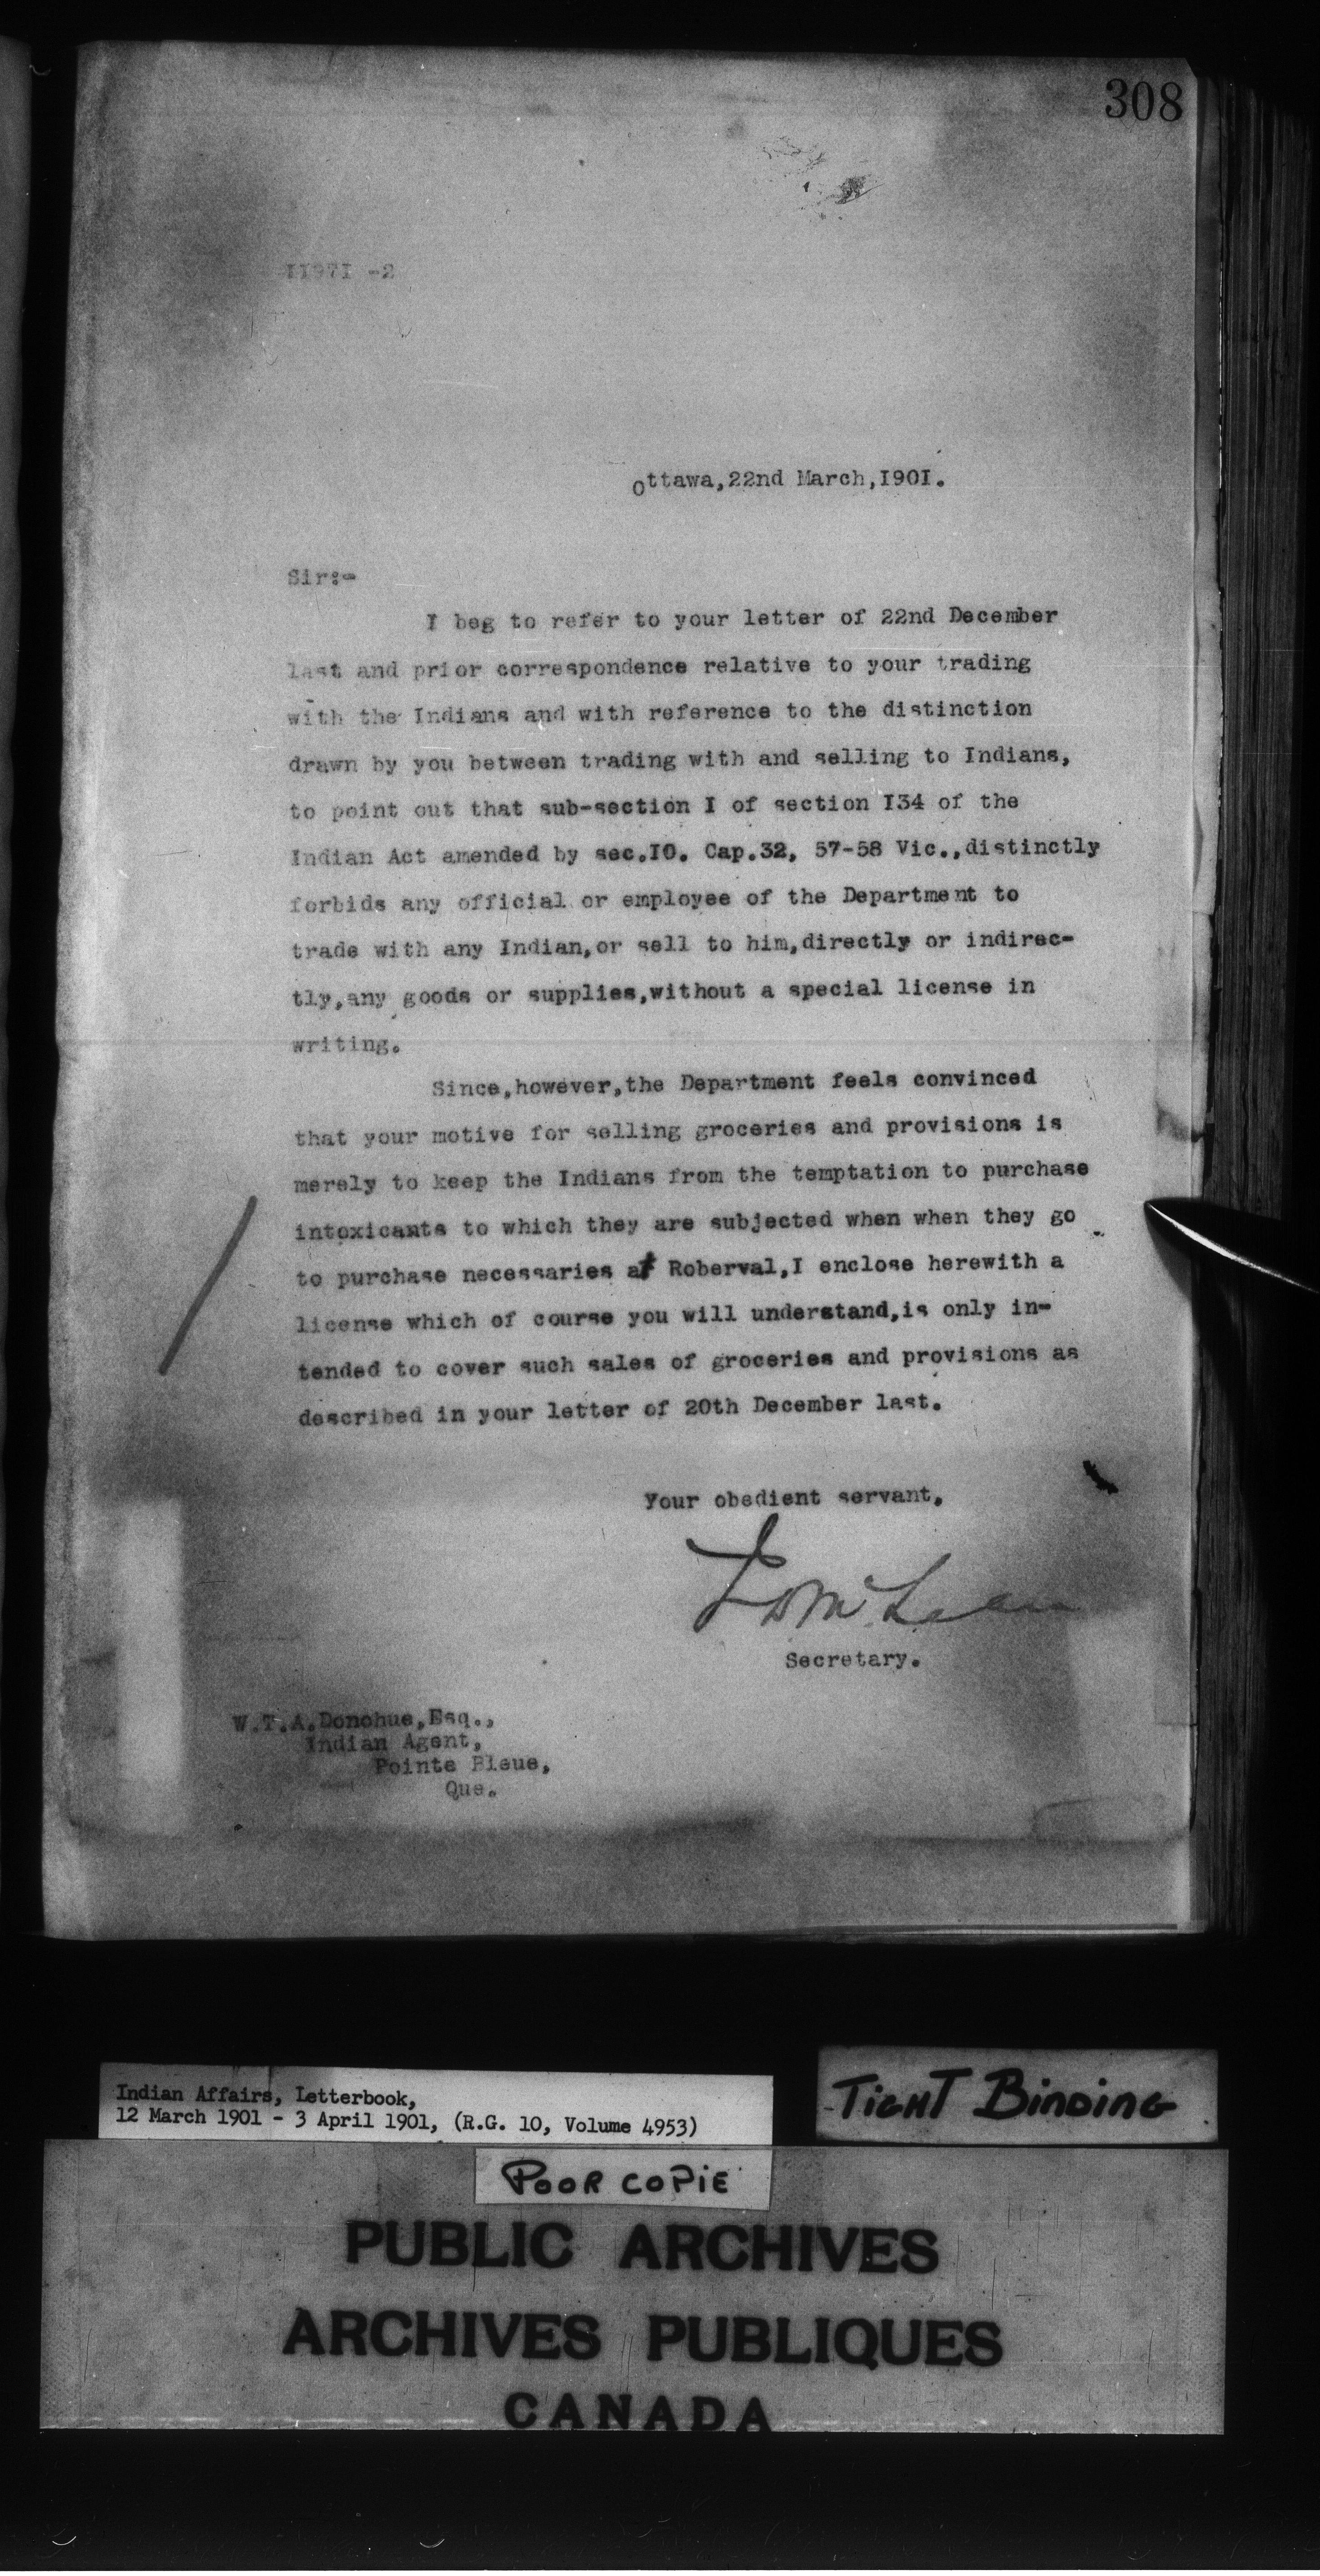 308
II97I -2
Ottawa,22nd March,I90I.
Sir:-
I beg to refer to your letter of 22nd December
last and prior correspondence relative to your trading
with the Indians and with reference to the distinction
drawn by you between trading with and selling to Indians,
to point out that sub-section I of section I34 of the
Indian Act amended by sec.I0. Cap.32, 57-58 Vic.,distinctly
forbids any official or employee of the Department to
trade with any Indian,or sell to him,directly or indirec-
tly,any goods or supplies,without a special license in
writing.
Since,however,the Department feels convinced
that your motive for selling groceries and provisions is
merely to keep the Indians from the temptation to purchase
intoxicants to which they are subjected when when they go
to purchase necessaries at Roberval,I enclose herewith a
license which of course you will understand,is only in-
tended to cover such sales of groceries and provisions as
described in your letter of 20th December last.
Your obedient servant,
J D McLean
Secretary.
W.T.A.Donohue,Esq.,
Indian Agent,
Pointe Bleue,
Que.
Indian Affairs, Letterbook,
12 March 1901 - 3 April 1901, (R.G. 10, Volume 4953)
TIGHT BINDING
POOR COPIE
PUBLIC ARCHIVES
ARCHIVES PUBLIQUES
CANADA